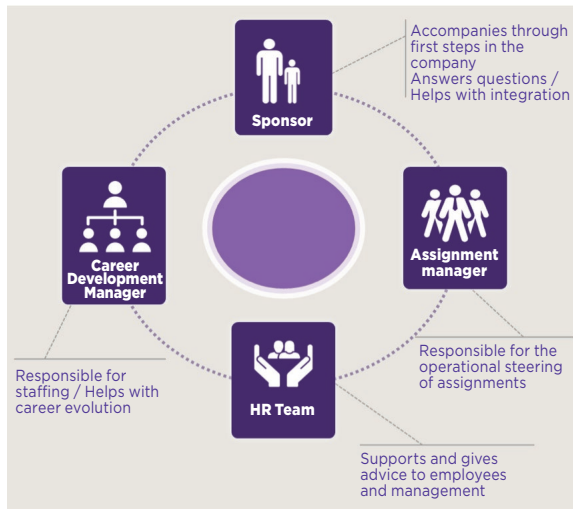 Accompanies through
first steps in the
company
Answers questions /
Helps with integration
Sponsor
Career
Development
Manager
Assignment
manager
Responsible for the
operational steering
of assignments
Responsible for
staffing / Helps with
career evolution
HR Team
Supports and gives
advice to employees
and management